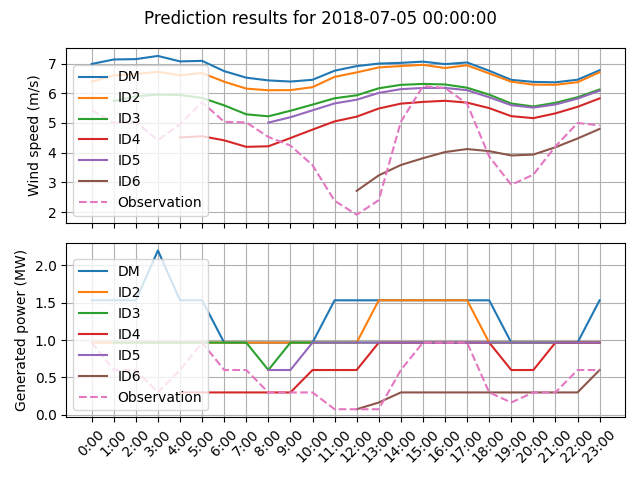 Prediction results for 2018-07-05 00:00:00
Wind speed (m/s)
7
6
5
4
3
2
DM
ID2
ID3
ID4
ID5
ID6
Observation
Generated power (MW)
2.0
1.5
1.0
0.5
0.0
DM
ID2
ID3
ID4
ID5
ID6
Observation
0:00 1:00 2:00 3:00 4:00 5:00 6:00 7:00 8:00 9:00 10:00 11:00 12:00 13:00 14:00 15:00 16:00 17:00 18:00 19:00 20:00 21:00 22:00 23:00